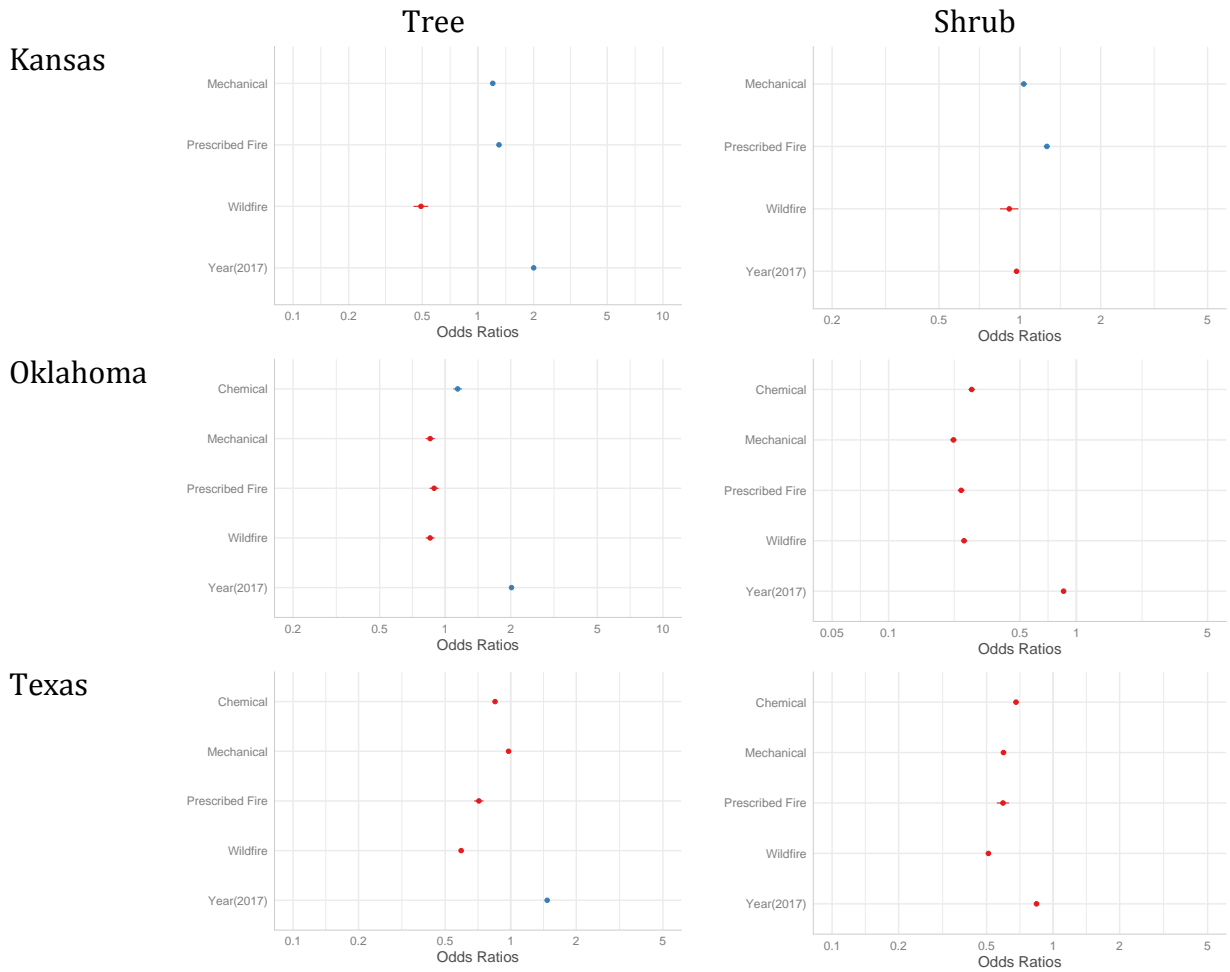 Tree Shrub
Kansas
Mechanical
Prescribed Fire
Wildfire
Year(2017)
0.1 0.2 0.5 1 2 5 10
Odds Ratios
Mechanical
Prescribed Fire
Wildfire
Year(2017)
0.2 0.5 1 2 5
Odds Ratios
Oklahoma
Chemical
Mechanical
Prescribed Fire
Wildfire
Year(2017)
0.2 0.5 1 2 5 10
Odds Ratios
Chemical
Mechanical
Prescribed Fire
Wildfire
Year(2017)
0.05 0.1 0.5 1 5
Odds Ratios
Texas
Chemical
Mechanical
Prescribed Fire
Wildfire
Year(2017)
0.1 0.2 0.5 1 2 5
Odds Ratios
Chemical
Mechanical
Prescribed Fire
Wildfire
Year(2017)
0.1 0.2 0.5 1 2 5
Odds Ratios